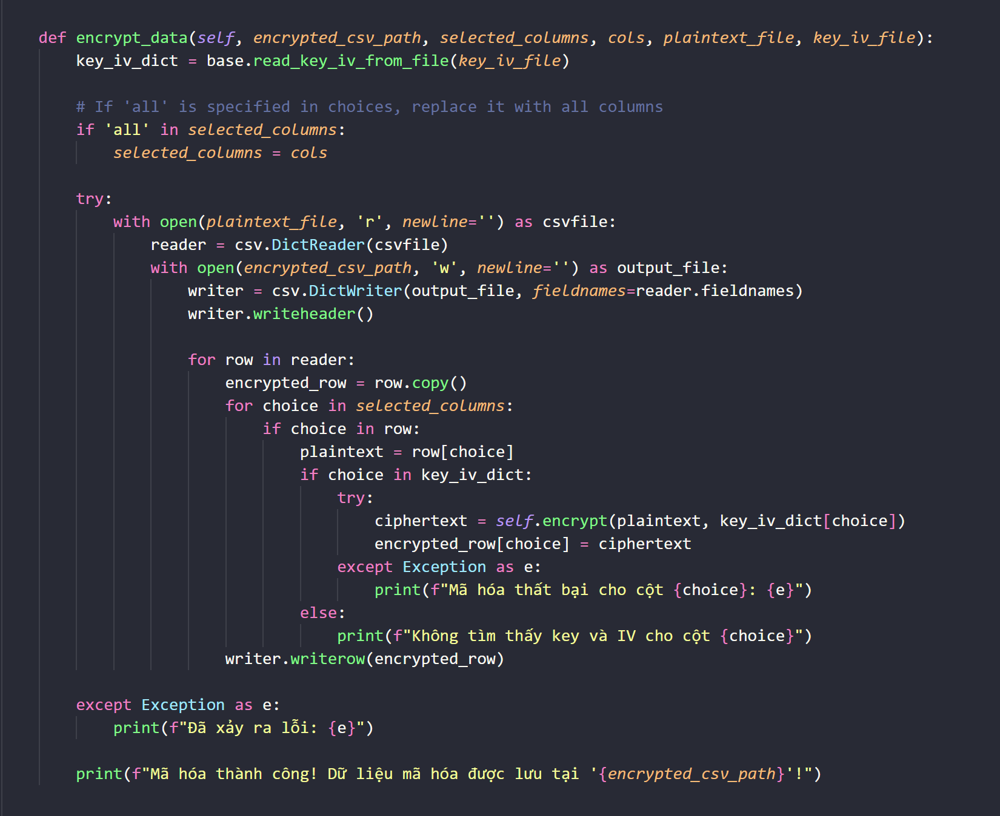 def encrypt_data(self, encrypted_csv_path, selected_columns, cols, plaintext_file, key_iv_file):
    key_iv_dict = base.read_key_iv_from_file(key_iv_file)

    # If 'all' is specified in choices, replace it with all columns
    if 'all' in selected_columns:
        selected_columns = cols

    try:
        with open(plaintext_file, 'r', newline='') as csvfile:
            reader = csv.DictReader(csvfile)
            with open(encrypted_csv_path, 'w', newline='') as output_file:
                writer = csv.DictWriter(output_file, fieldnames=reader.fieldnames)
                writer.writeheader()

                for row in reader:
                    encrypted_row = row.copy()
                    for choice in selected_columns:
                        if choice in row:
                            plaintext = row[choice]
                            if choice in key_iv_dict:
                                try:
                                    ciphertext = self.encrypt(plaintext, key_iv_dict[choice])
                                    encrypted_row[choice] = ciphertext
                                except Exception as e:
                                    print(f"Mã hóa thất bại cho cột {choice}: {e}")
                            else:
                                print(f"Không tìm thấy key và IV cho cột {choice}")
                    writer.writerow(encrypted_row)

    except Exception as e:
        print(f"Đã xảy ra lỗi: {e}")

    print(f"Mã hóa thành công! Dữ liệu mã hóa được lưu tại '{encrypted_csv_path}'!")